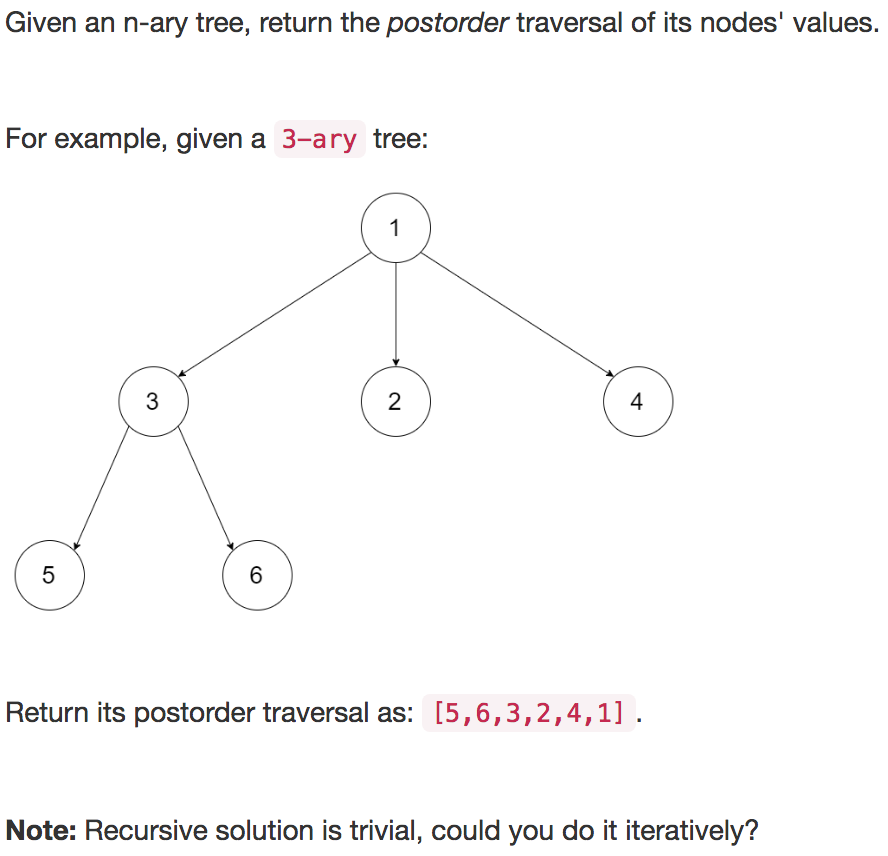 Given an n-ary tree, return the postorder traversal of its nodes' values.
For example, given a 3-ary tree:
1
3 2 4
5 6
Return its postorder traversal as: [5,6,3,2,4,1].
Note: Recursive solution is trivial, could you do it iteratively?